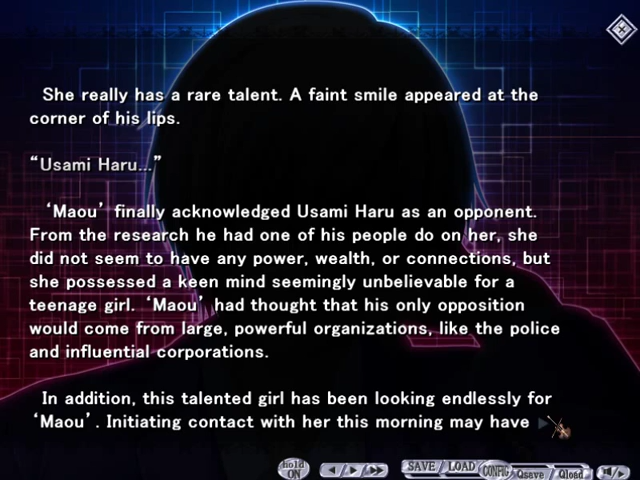 She really has a rare talent. A faint smile appeared at the
corner of his lips.
“Usami Haru...”
‘Maou’ finally acknowledged Usami Haru as an opponent.
From the research he had one of his people do on her, she
did not seem to have any power, wealth, or connections, but
she possessed a keen mind seemingly unbelievable for a
teenage girl. ‘Maou’ had thought that his only opposition
would come from large, powerful organizations, like the police
and influential corporations.
In addition, this talented girl has been looking endlessly for
‘Maou’. Initiating contact with her this morning may have
hold
ON
SAVE / LOAD CONFIG Qsave / Qload